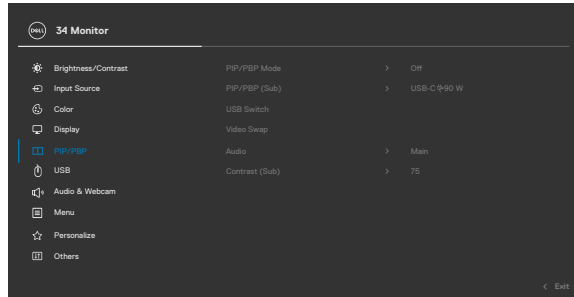 DELL 34 Monitor
Brightness/Contrast PIP/PBP Mode > Off
Input Source PIP/PBP (Sub) > USB-C 90 W
Color USB Switch
Display Video Swap
PIP/PBP Audio > Main
USB Contrast (Sub) > 75
Audio & Webcam
Menu
Personalize
Others
< Exit